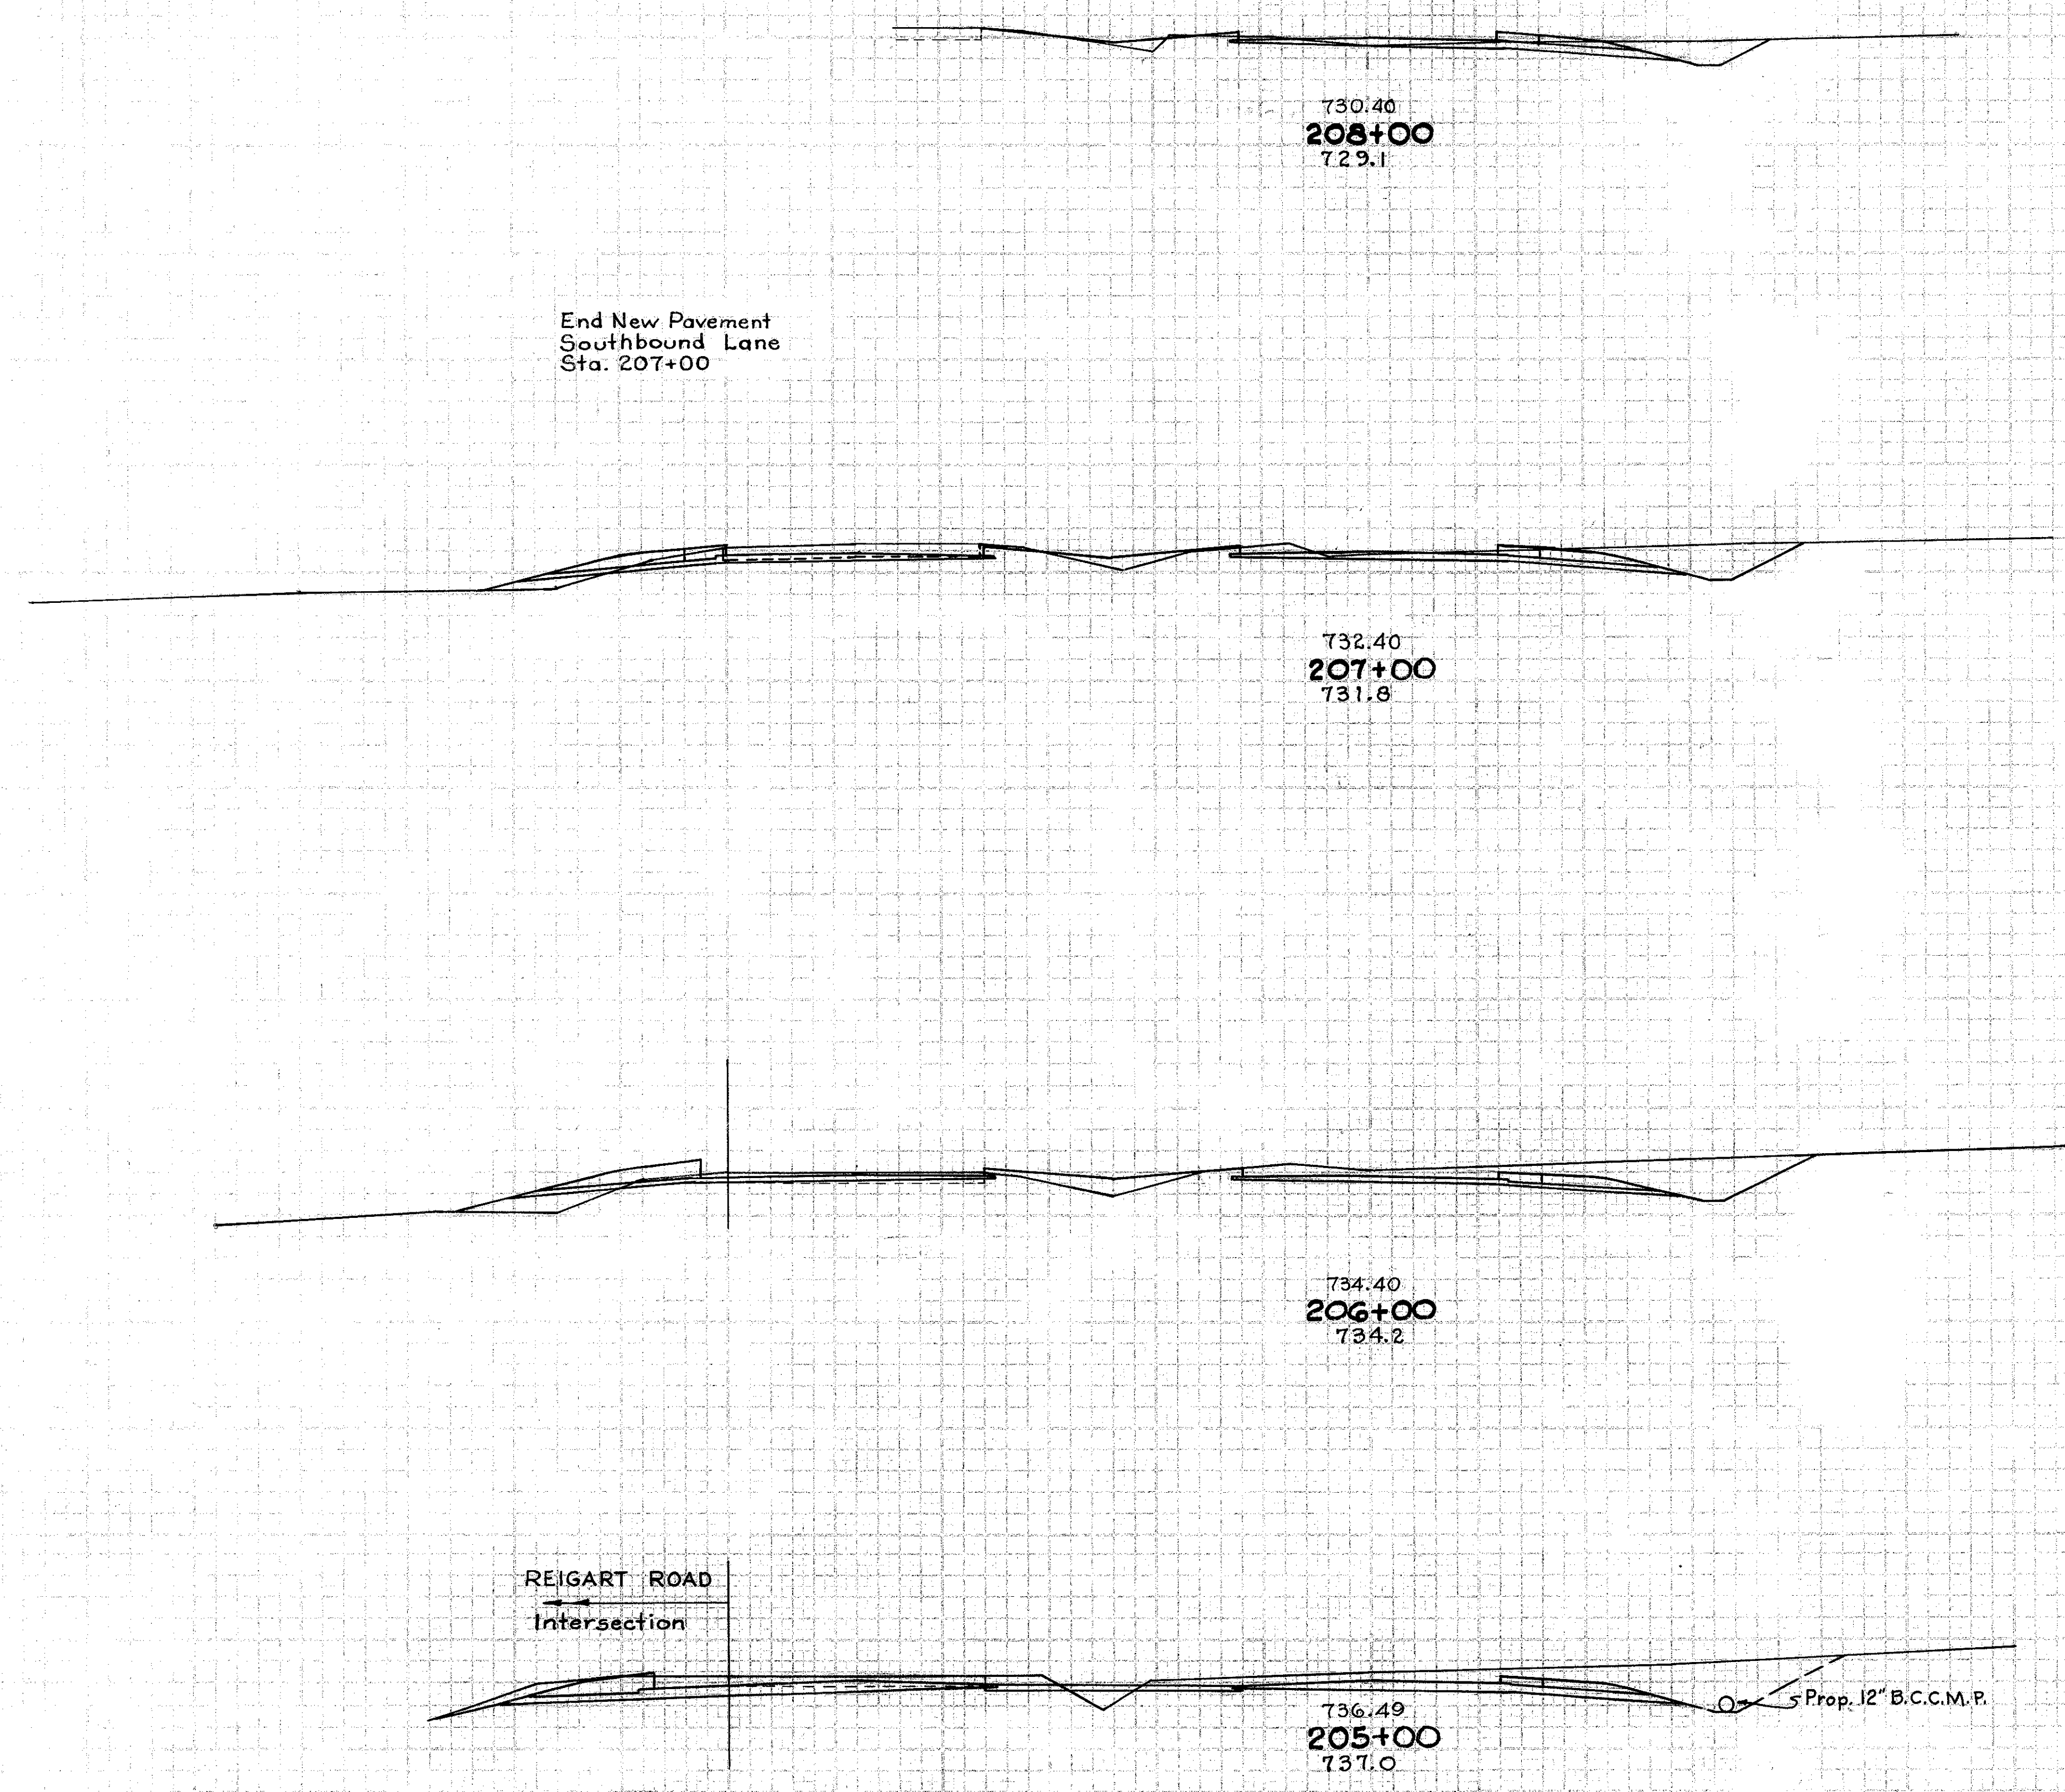 730.40
208+00
729.1
End New Pavement
Southbound Lane
Sta. 207+00
732.40
207+00
731.8
734.40
206+00
734.2
REIGART ROAD
Intersection
Prop. 12" B.C.C.M.P.
736.49
205+00
737.0